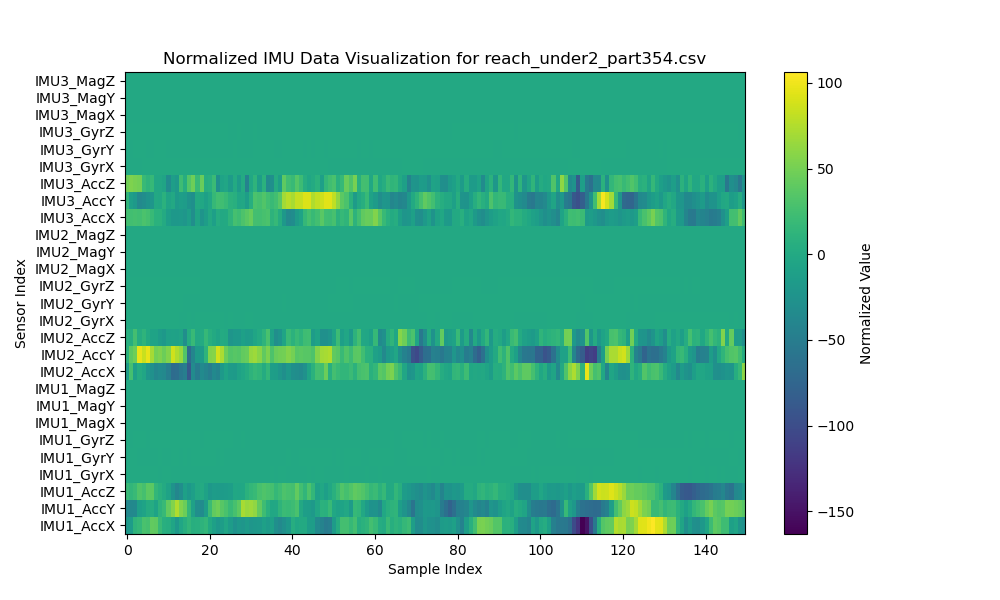 Normalized IMU Data Visualization for reach_under2_part354.csv
IMU3_MagZ
IMU3_MagY
IMU3_MagX
IMU3_GyrZ
IMU3_GyrY
IMU3_GyrX
IMU3_AccZ
IMU3_AccY
IMU3_AccX
IMU2_MagZ
IMU2_MagY
IMU2_MagX
IMU2_GyrZ
IMU2_GyrY
IMU2_GyrX
IMU2_AccZ
IMU2_AccY
IMU2_AccX
IMU1_MagZ
IMU1_MagY
IMU1_MagX
IMU1_GyrZ
IMU1_GyrY
IMU1_GyrX
IMU1_AccZ
IMU1_AccY
IMU1_AccX
Sensor Index
0 20 40 60 80 100 120 140
Sample Index
100
50
0
−50
−100
−150
Normalized Value